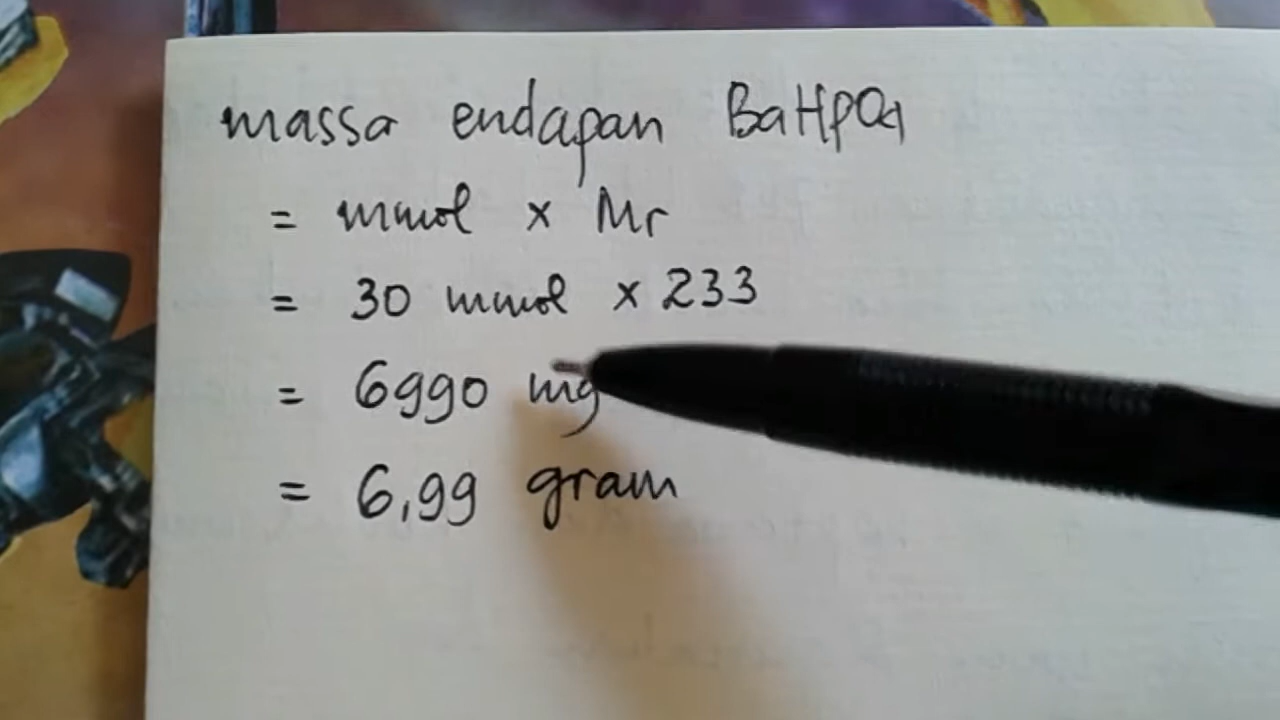 massa endapan BaHPO4
= mmol x Mr
= 30 mmol x 233
= 6990 mg
= 6,99 gram